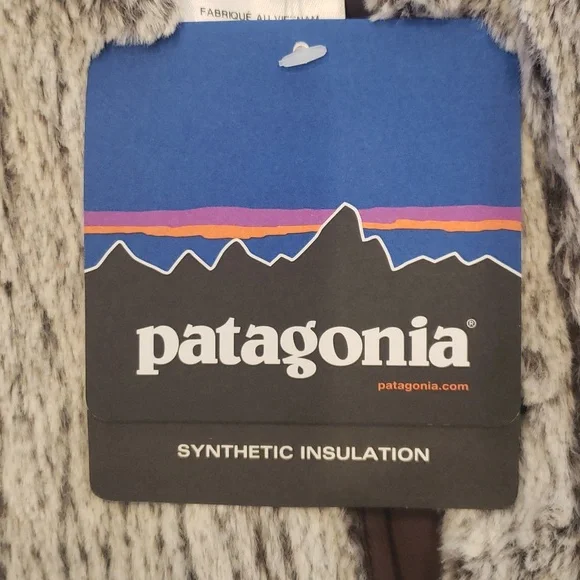 FABRIQUÉ AU VIETNAM
patagonia®
patagonia.com
SYNTHETIC INSULATION